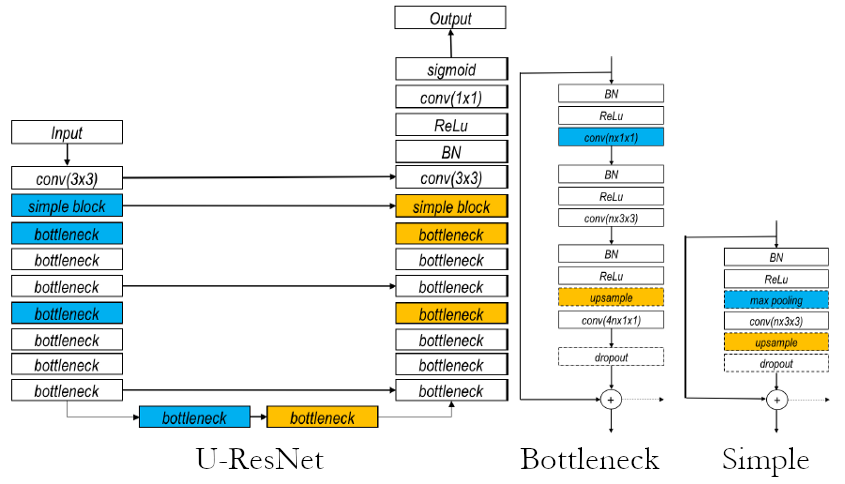 Input
conv(3x3)
simple block
bottleneck
bottleneck
bottleneck
bottleneck
bottleneck
bottleneck
bottleneck
bottleneck
bottleneck
Output
sigmoid
conv(1x1)
ReLu
BN
conv(3x3)
simple block
bottleneck
bottleneck
bottleneck
bottleneck
bottleneck
bottleneck
bottleneck
U-ResNet
BN
ReLu
conv(nx1x1)
BN
ReLu
conv(nx3x3)
BN
ReLu
upsample
conv(4nx1x1)
dropout
+
Bottleneck
BN
ReLu
max pooling
conv(nx3x3)
upsample
dropout
+
Simple